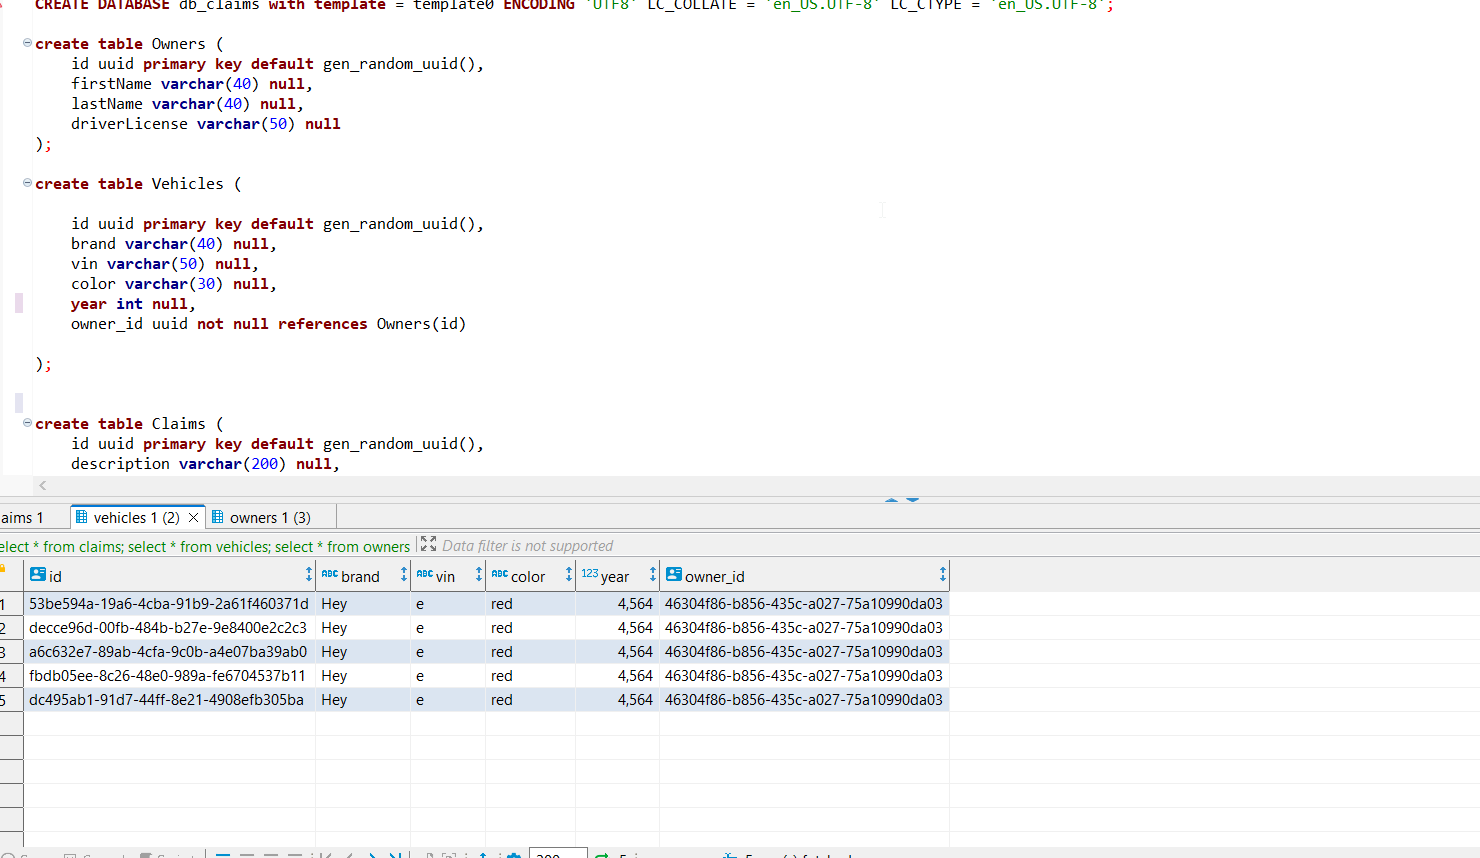 CREATE DATABASE db_claims with template = template0 ENCODING 'UTF8' LC_COLLATE = 'en_US.UTF-8' LC_CTYPE = 'en_US.UTF-8';
create table Owners (
id uuid primary key default gen_random_uuid(),
firstName varchar(40) null,
lastName varchar(40) null,
driverLicense varchar(50) null
);
create table Vehicles (
id uuid primary key default gen_random_uuid(),
brand varchar(40) null,
vin varchar(50) null,
color varchar(30) null,
year int null,
owner_id uuid not null references Owners(id)
);
create table Claims (
id uuid primary key default gen_random_uuid(),
description varchar(200) null,
aims 1 vehicles 1 (2) owners 1 (3)
elect * from claims; select * from vehicles; select * from owners Data filter is not supported
id ABC brand ABC vin ABC color 123 year owner_id
1 53be594a-19a6-4cba-91b9-2a61f460371d Hey e red 4,564 46304f86-b856-435c-a027-75a10990da03
2 decce96d-00fb-484b-b27e-9e8400e2c2c3 Hey e red 4,564 46304f86-b856-435c-a027-75a10990da03
3 a6c632e7-89ab-4cfa-9c0b-a4e07ba39ab0 Hey e red 4,564 46304f86-b856-435c-a027-75a10990da03
4 fbdb05ee-8c26-48e0-989a-fe6704537b11 Hey e red 4,564 46304f86-b856-435c-a027-75a10990da03
5 dc495ab1-91d7-44ff-8e21-4908efb305ba Hey e red 4,564 46304f86-b856-435c-a027-75a10990da03
200